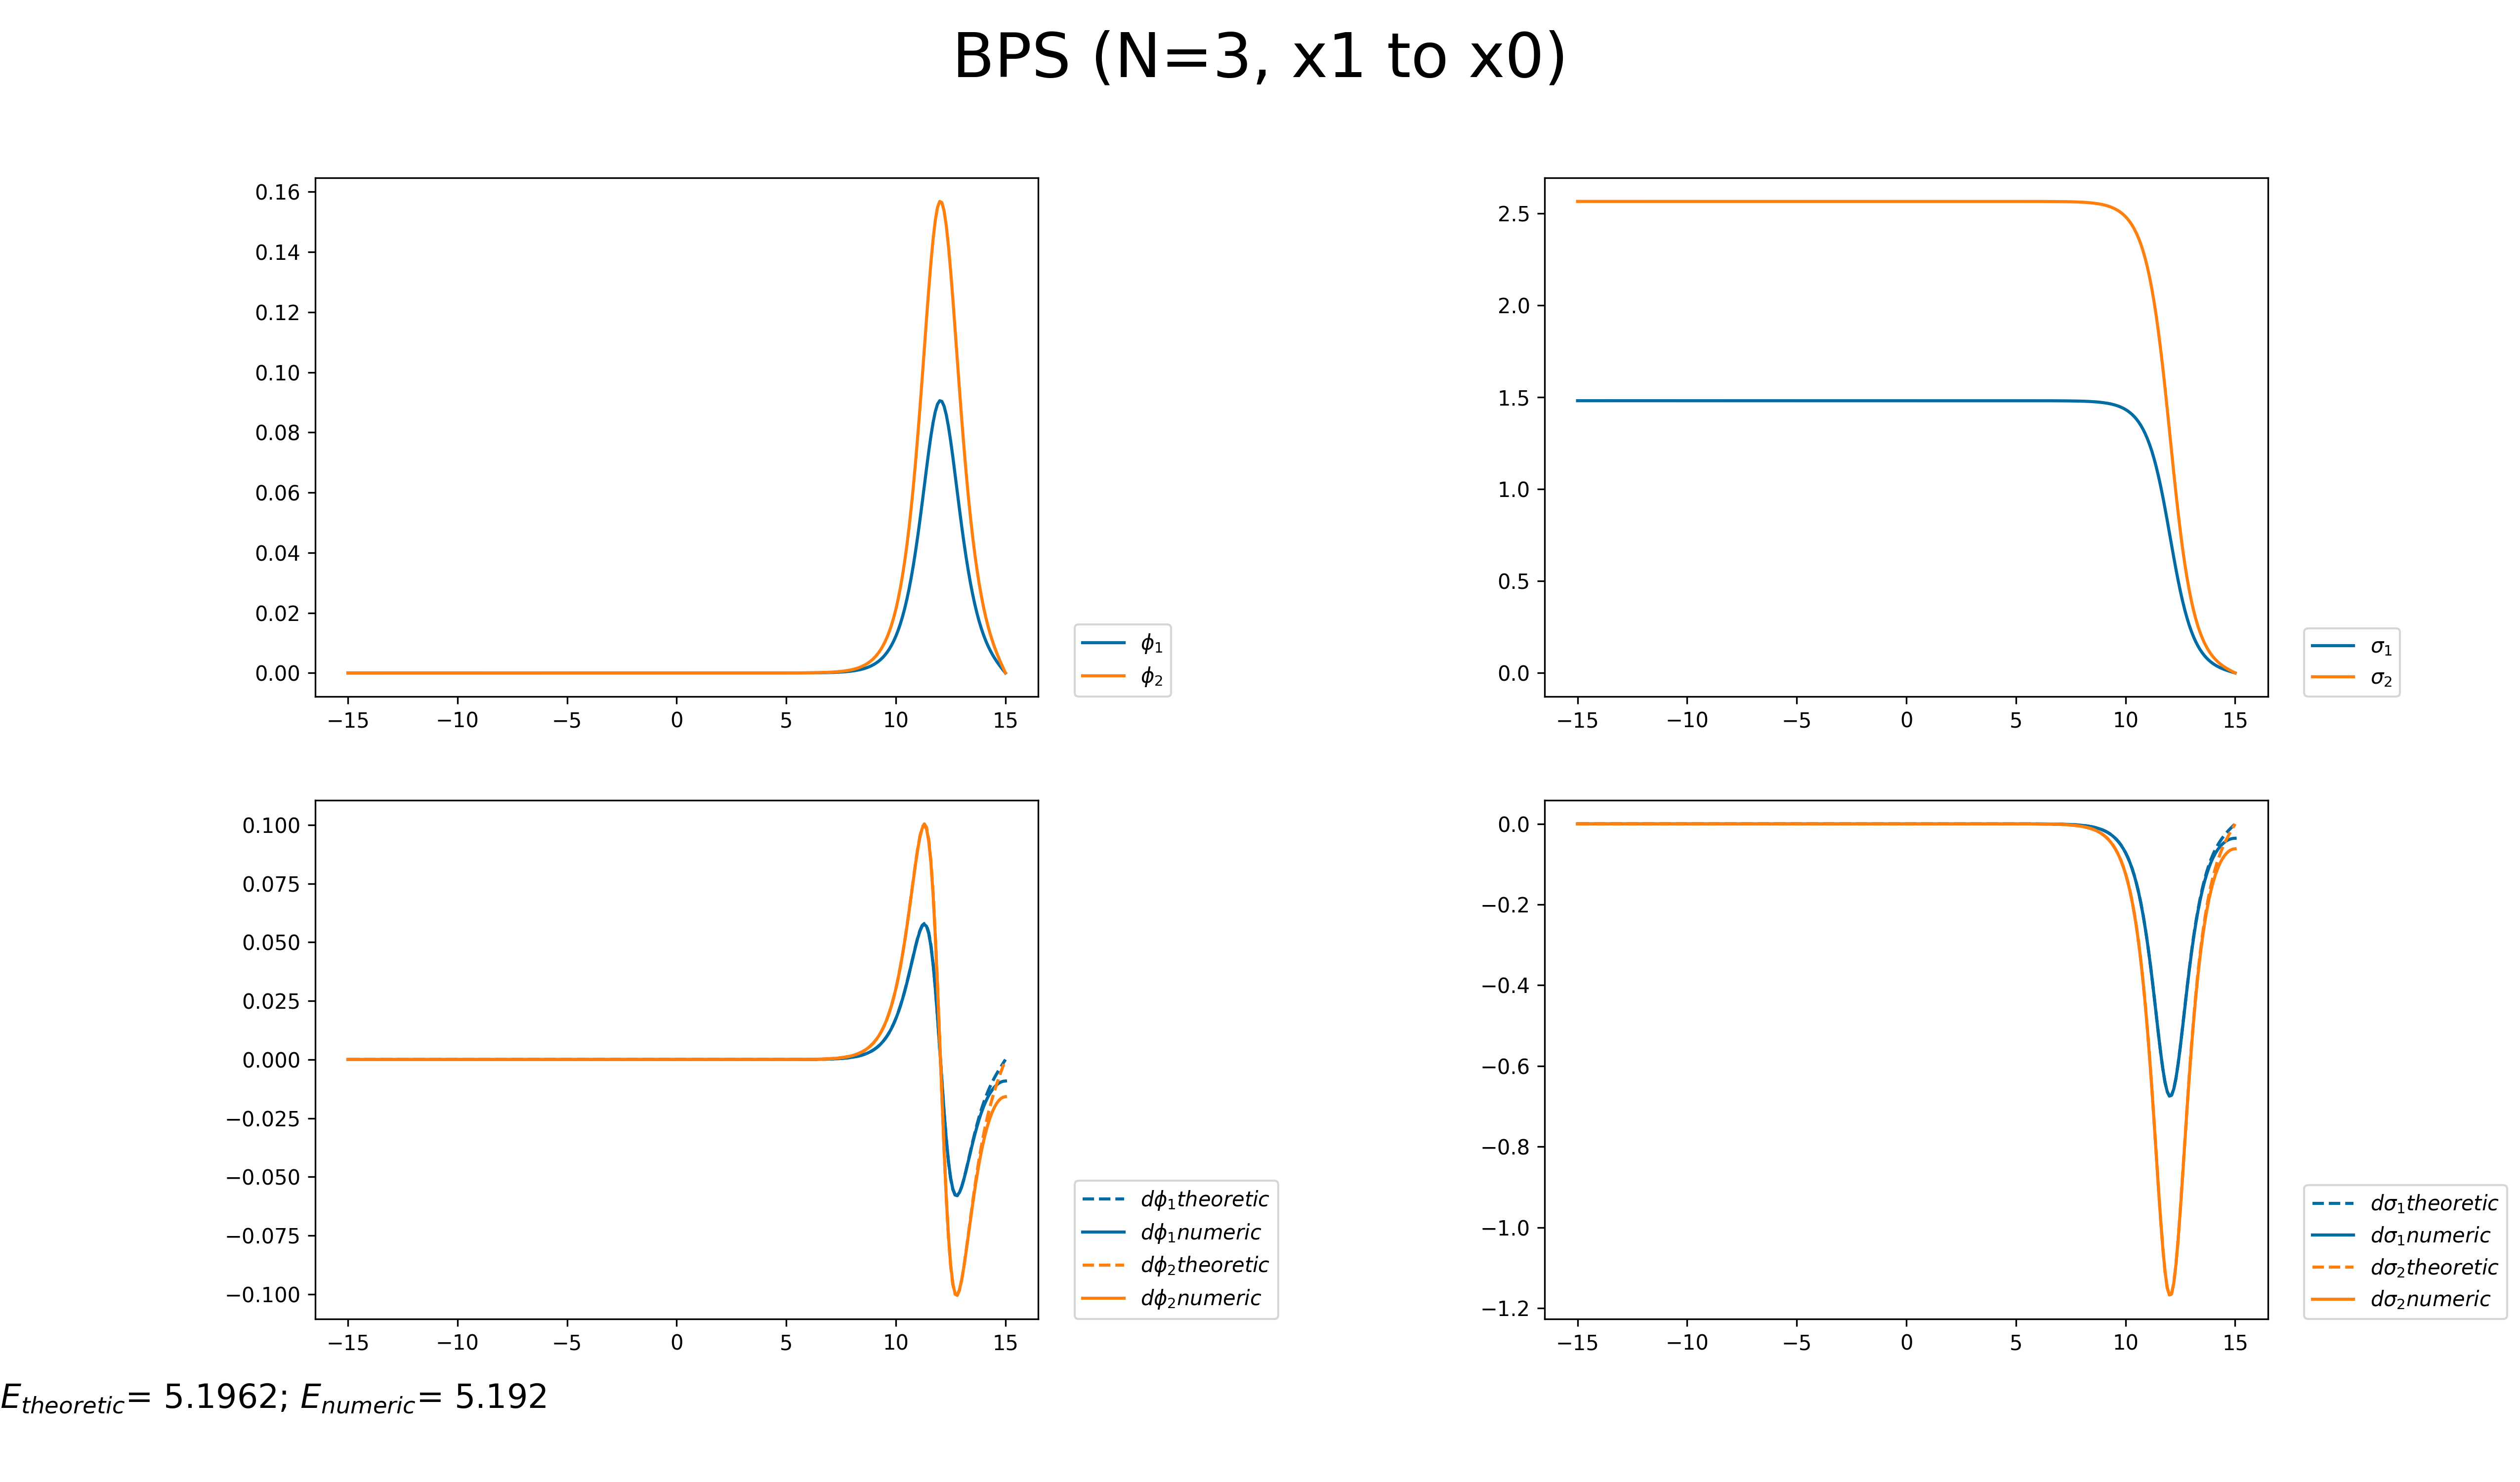 BPS (N=3, x1 to x0)
0.16
0.14
0.12
0.10
0.08
0.06
0.04
0.02
0.00
−15 −10 −5 0 5 10 15
ϕ1
ϕ2
2.5
2.0
1.5
1.0
0.5
0.0
−15 −10 −5 0 5 10 15
σ1
σ2
0.100
0.075
0.050
0.025
0.000
−0.025
−0.050
−0.075
−0.100
−15 −10 −5 0 5 10 15
dϕ1theoretic
dϕ1numeric
dϕ2theoretic
dϕ2numeric
0.0
−0.2
−0.4
−0.6
−0.8
−1.0
−1.2
−15 −10 −5 0 5 10 15
dσ1theoretic
dσ1numeric
dσ2theoretic
dσ2numeric
Etheoretic= 5.1962; Enumeric= 5.192